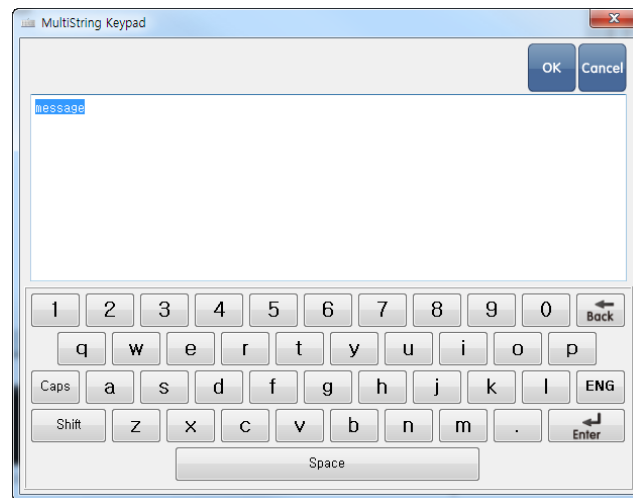 MultiString Keypad
OK Cancel
message
1 2 3 4 5 6 7 8 9 0 Back
q w e r t y u i o p
Caps a s d f g h j k l ENG
Shift z x c v b n m . Enter
Space